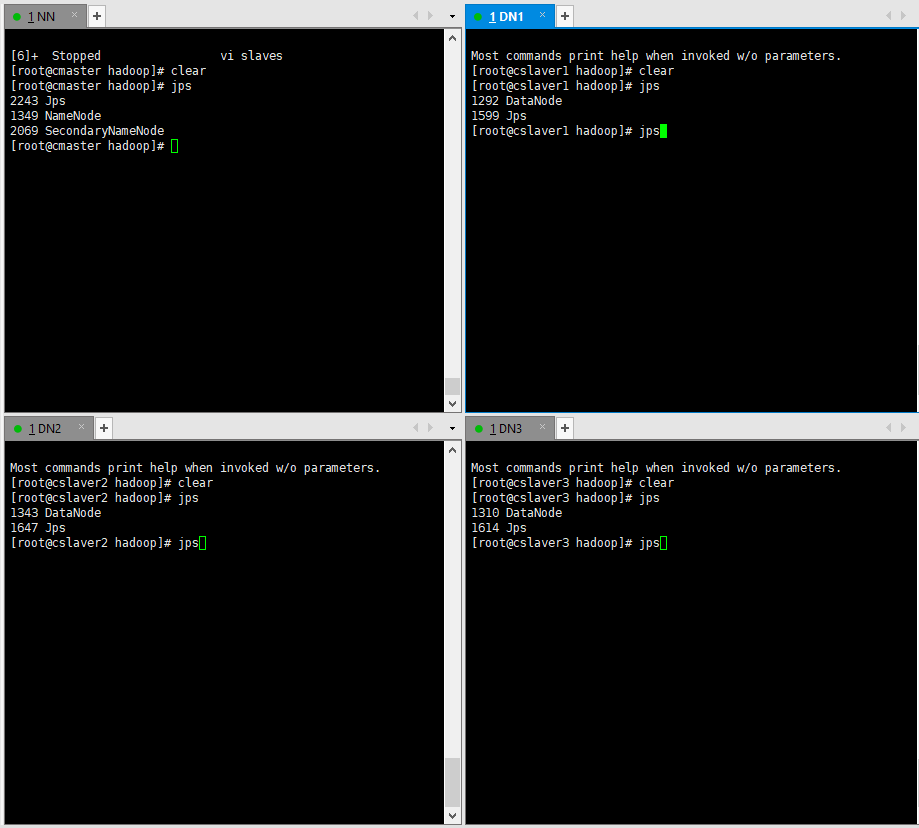 1 NN × +
[6]+  Stopped                 vi slaves
[root@cmaster hadoop]# clear
[root@cmaster hadoop]# jps
2243 Jps
1349 NameNode
2069 SecondaryNameNode
[root@cmaster hadoop]#
1 DN1 × +
Most commands print help when invoked w/o parameters.
[root@cslaver1 hadoop]# clear
[root@cslaver1 hadoop]# jps
1292 DataNode
1599 Jps
[root@cslaver1 hadoop]# jps
1 DN2 × +
Most commands print help when invoked w/o parameters.
[root@cslaver2 hadoop]# clear
[root@cslaver2 hadoop]# jps
1343 DataNode
1647 Jps
[root@cslaver2 hadoop]# jps
1 DN3 × +
Most commands print help when invoked w/o parameters.
[root@cslaver3 hadoop]# clear
[root@cslaver3 hadoop]# jps
1310 DataNode
1614 Jps
[root@cslaver3 hadoop]# jps